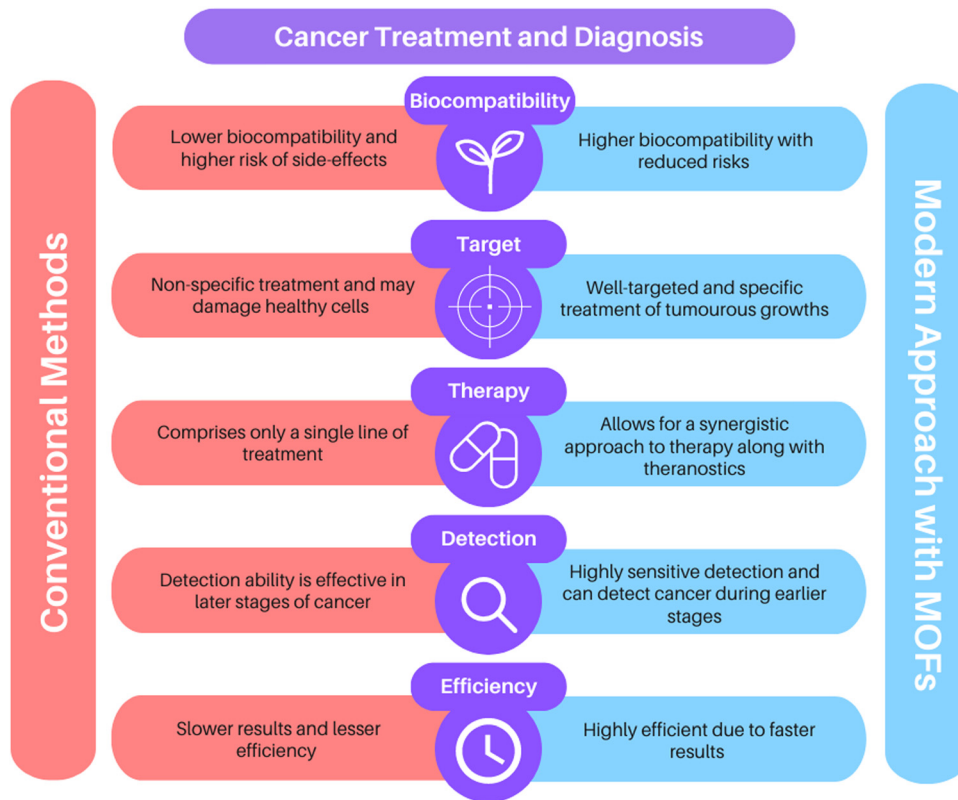 Cancer Treatment and Diagnosis
Conventional Methods
Modern Approach with MOFs
Biocompatibility
Lower biocompatibility and
higher risk of side-effects
Higher biocompatibility with
reduced risks
Target
Non-specific treatment and may
damage healthy cells
Well-targeted and specific
treatment of tumourous growths
Therapy
Comprises only a single line of
treatment
Allows for a synergistic
approach to therapy along with
theranostics
Detection
Detection ability is effective in
later stages of cancer
Highly sensitive detection and
can detect cancer during earlier
stages
Efficiency
Slower results and lesser
efficiency
Highly efficient due to faster
results